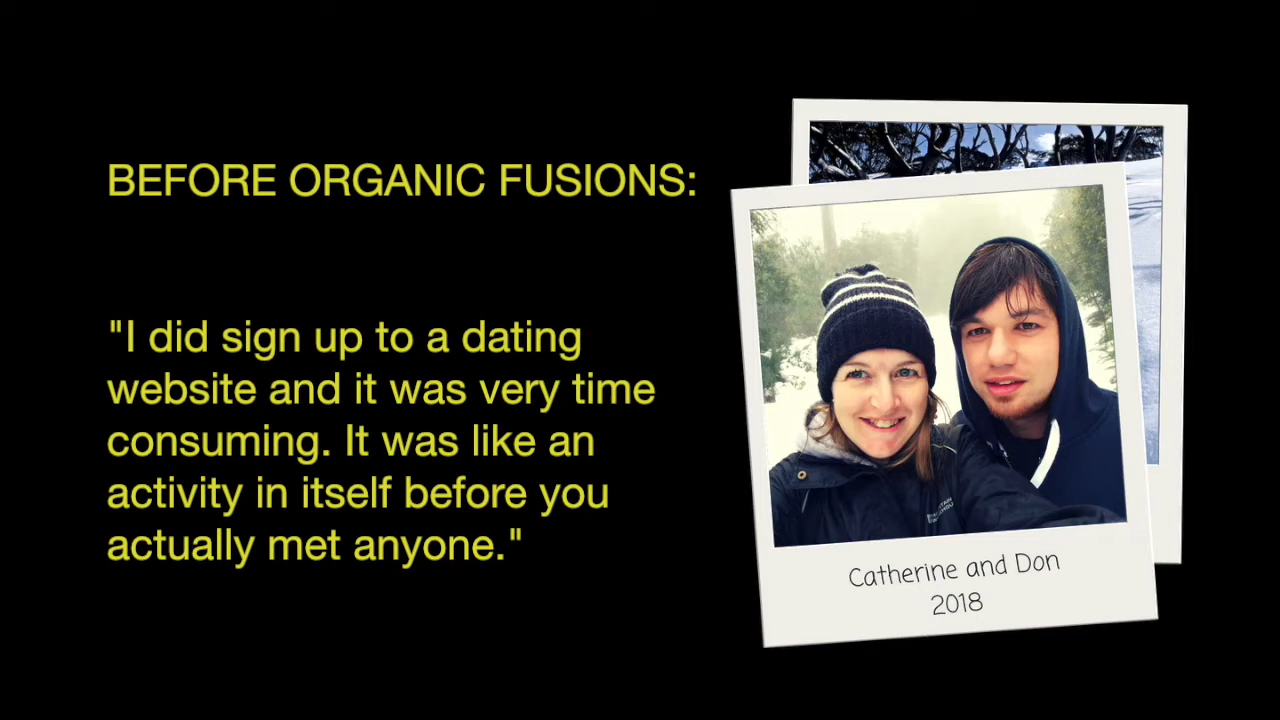 BEFORE ORGANIC FUSIONS:
"I did sign up to a dating
website and it was very time
consuming. It was like an
activity in itself before you
actually met anyone."
Catherine and Don
2018